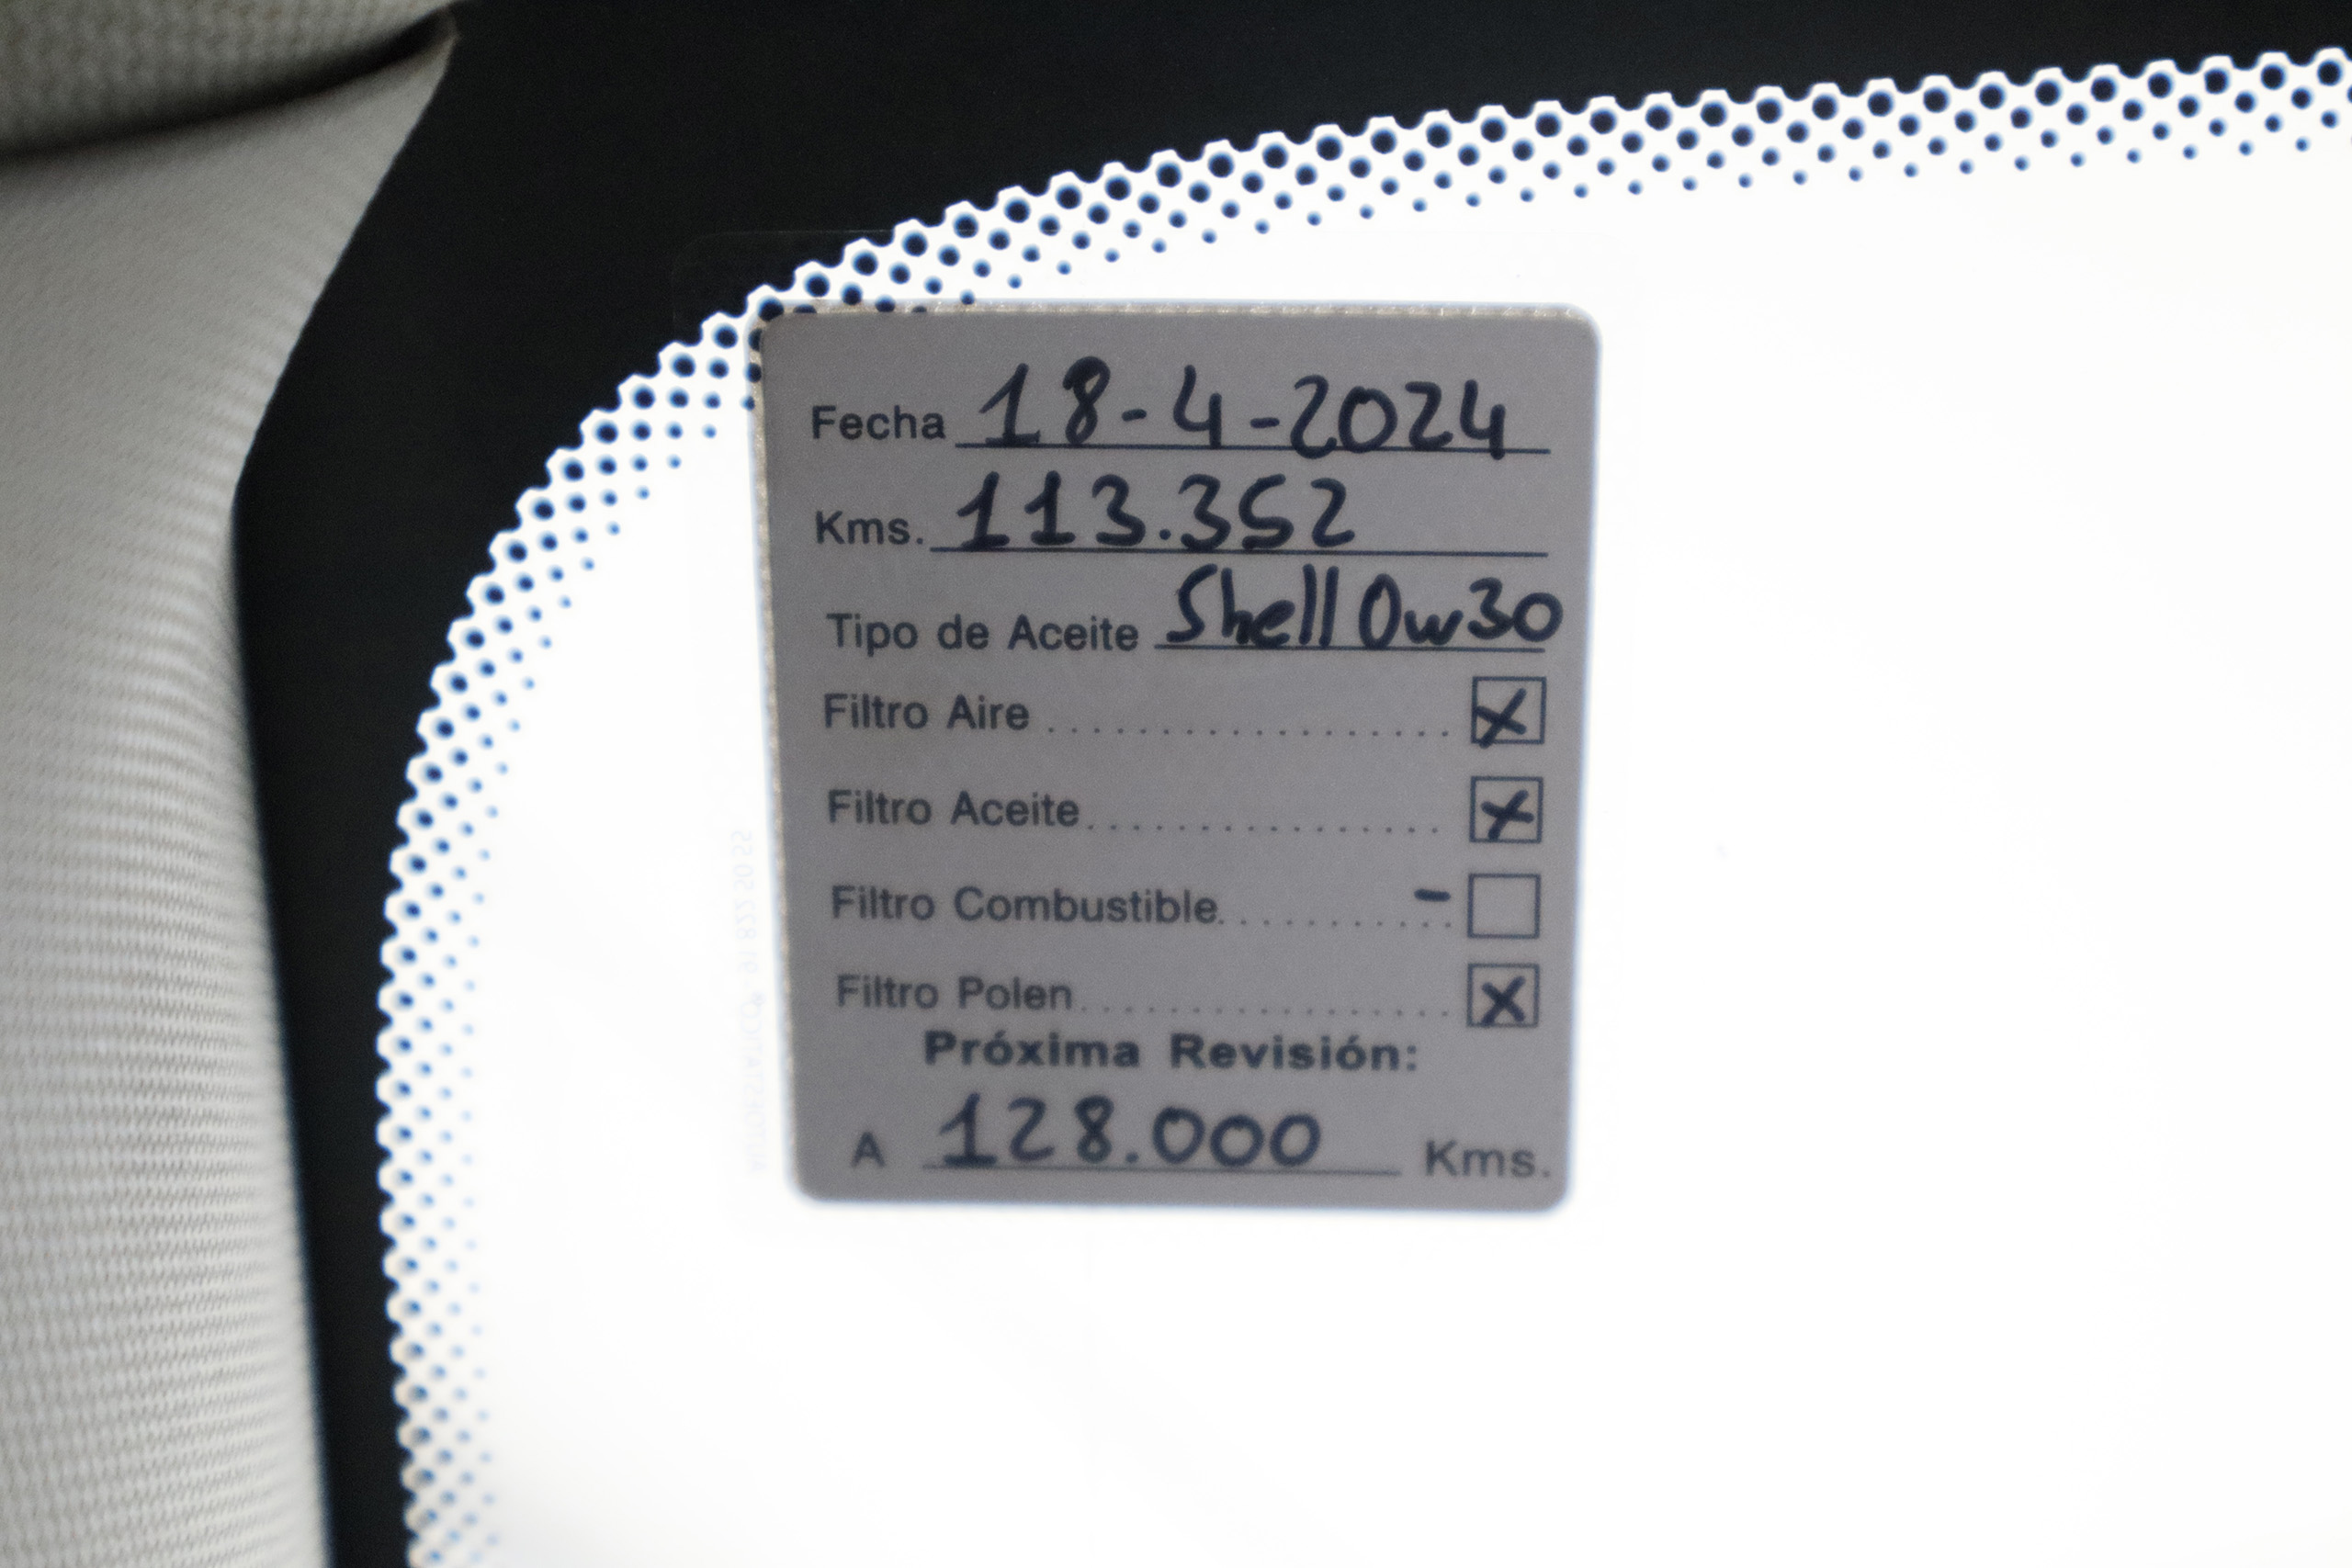 Fecha 18-4-2024
Kms. 113.352
Tipo de Aceite Shell 0w30
Filtro Aire .................. X
Filtro Aceite ................ X
Filtro Combustible .......... -
Filtro Polen ................. X
Próxima Revisión:
A 128.000 Kms.